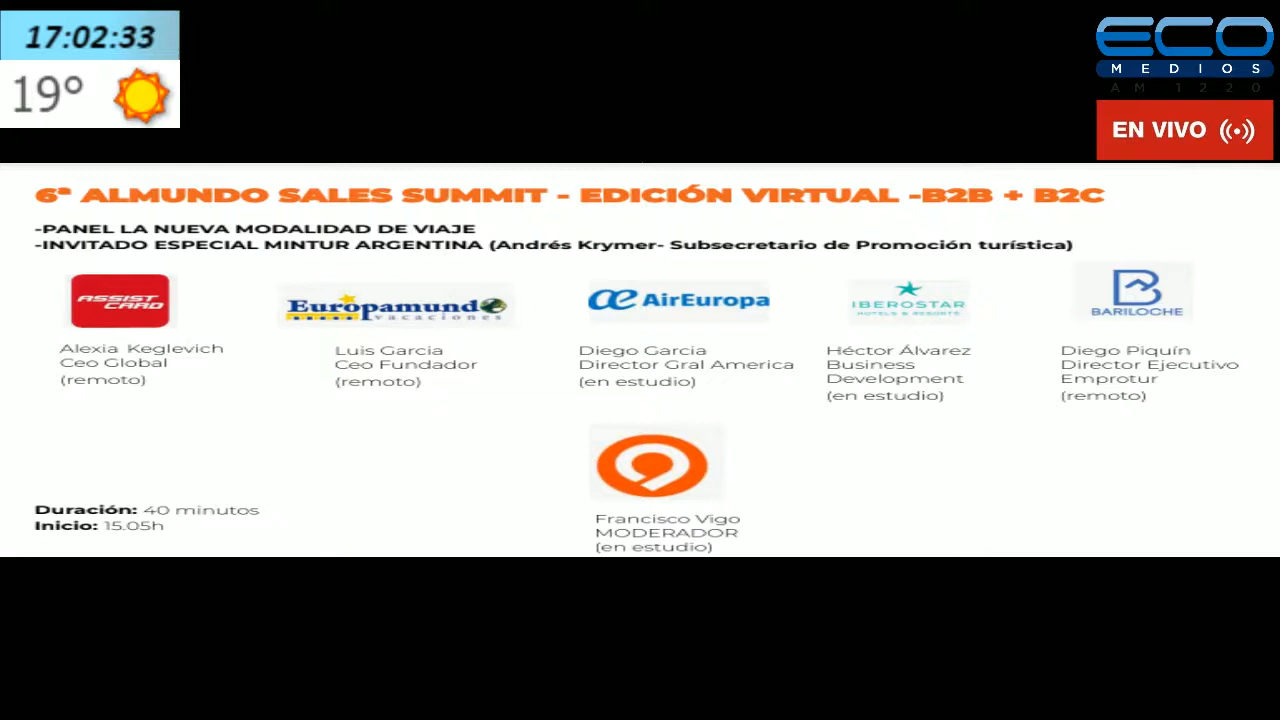 17:02:33
19°
ECO
MEDIOS
AM 1220
EN VIVO
6ª ALMUNDO SALES SUMMIT - EDICIÓN VIRTUAL -B2B + B2C
-PANEL LA NUEVA MODALIDAD DE VIAJE
-INVITADO ESPECIAL MINTUR ARGENTINA (Andrés Krymer- Subsecretario de Promoción turística)
ASSIST CARD
Europamundo
vacaciones
AirEuropa
IBEROSTAR
HOTELS & RESORTS
BARILOCHE
Alexia Keglevich
Ceo Global
(remoto)
Luis Garcia
Ceo Fundador
(remoto)
Diego Garcia
Director Gral America
(en estudio)
Héctor Álvarez
Business
Development
(en estudio)
Diego Piquín
Director Ejecutivo
Emprotur
(remoto)
Duración: 40 minutos
Inicio: 15.05h
Francisco Vigo
MODERADOR
(en estudio)